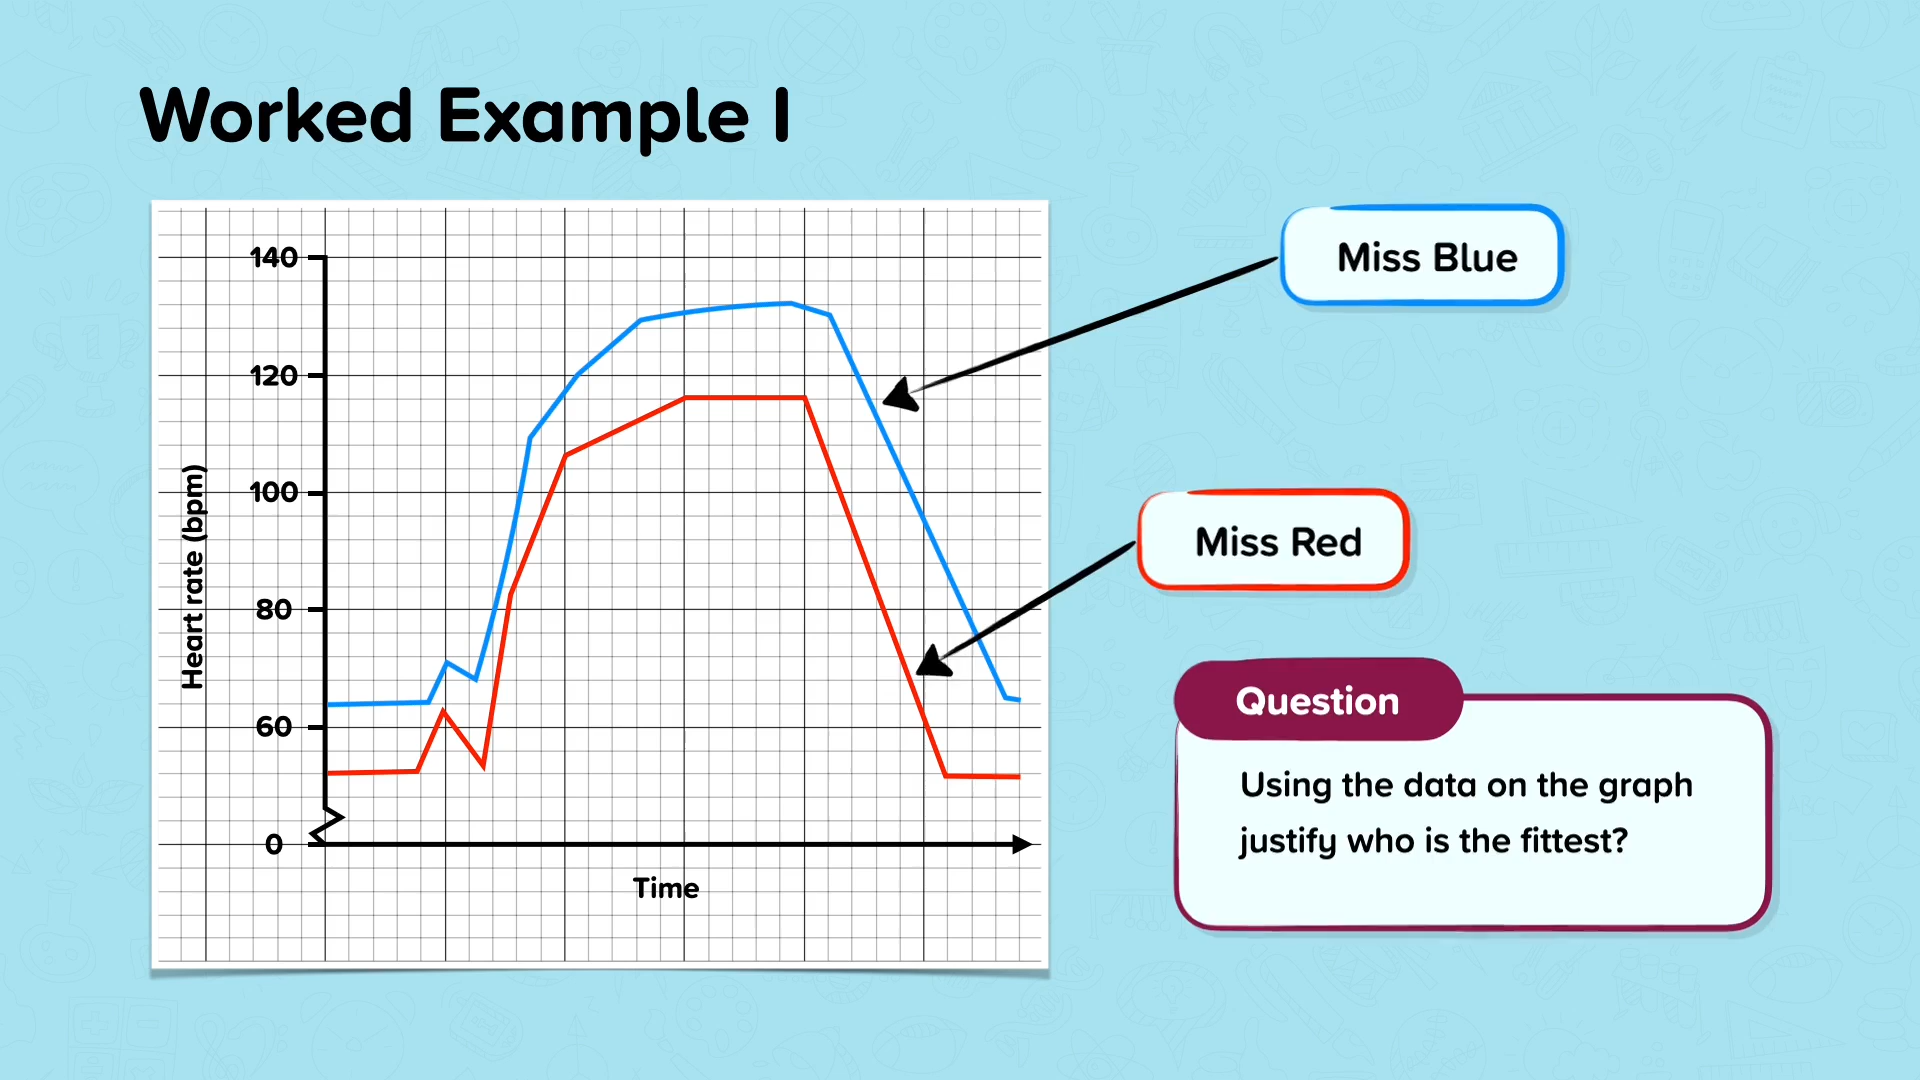 Worked Example 1
140
120
100
80
60
0
Heart rate (bpm)
Time
Miss Blue
Miss Red
Question
Using the data on the graph
justify who is the fittest?